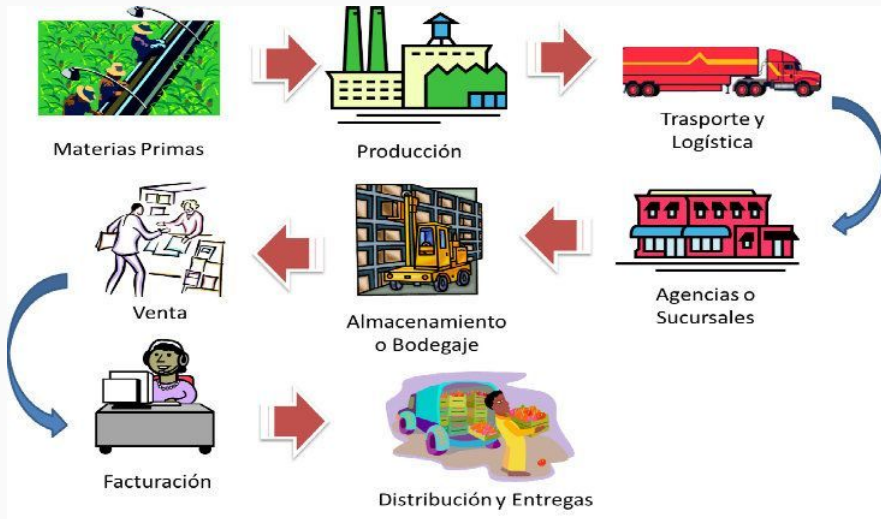 Materias Primas
Producción
Trasporte y
Logística
Agencias o
Sucursales
Almacenamiento
o Bodegaje
Venta
Facturación
Distribución y Entregas